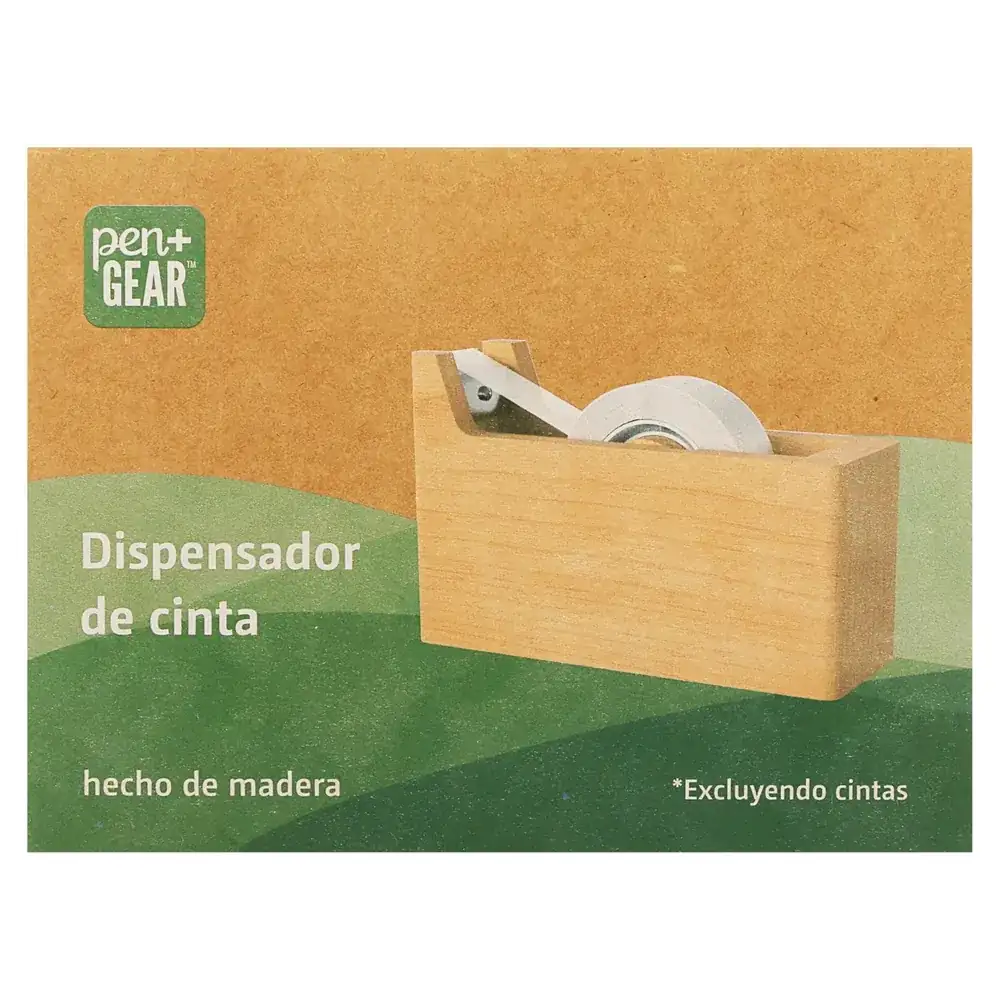 pen+
GEAR™
Dispensador
de cinta
hecho de madera
*Excluyendo cintas